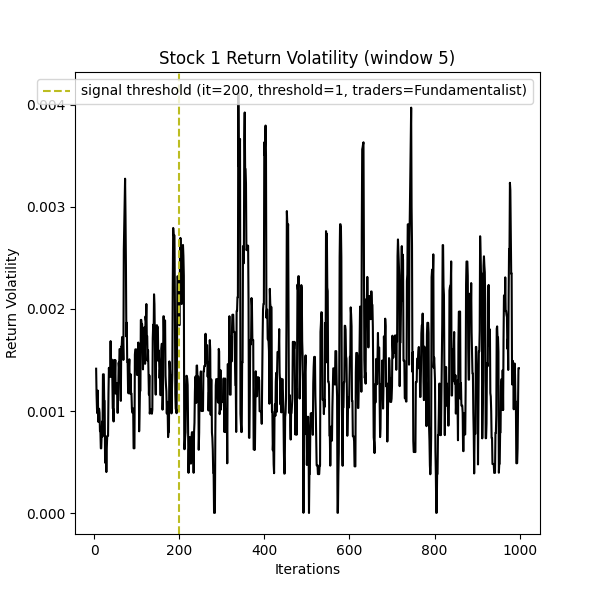 Stock 1 Return Volatility (window 5)
signal threshold (it=200, threshold=1, traders=Fundamentalist)
0.004
0.003
0.002
0.001
0.000
Return Volatility
0 200 400 600 800 1000
Iterations